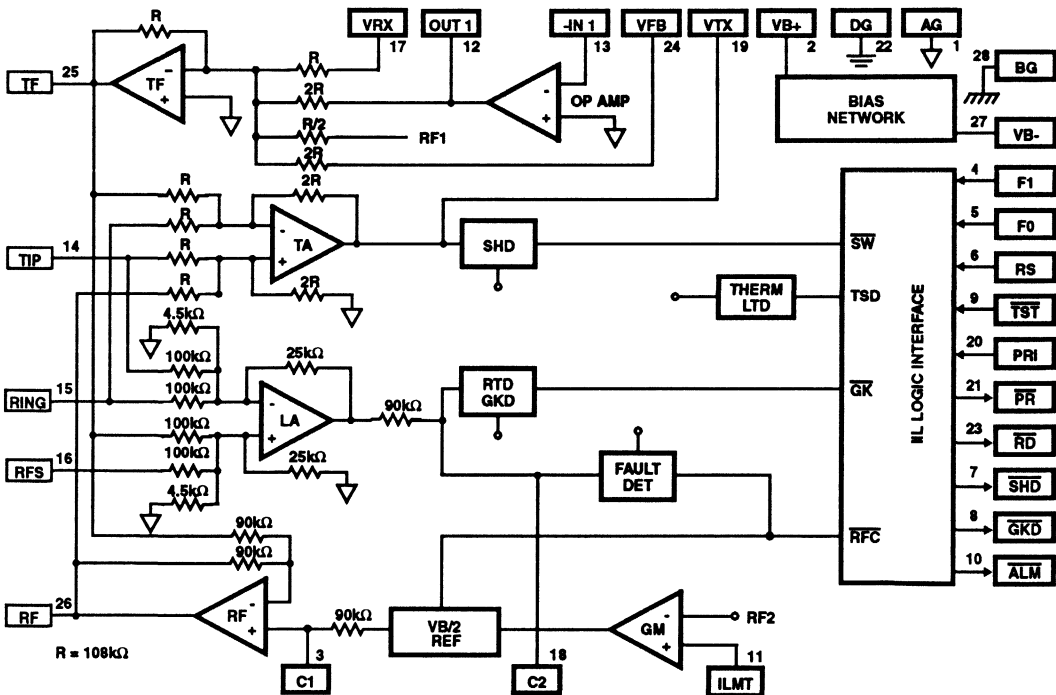 R
VRX
OUT 1
-IN 1
VFB
VTX
VB+
DG
AG
17
12
13
24
19
2
22
1
TF
25
TF
-
+
R
2R
R/2
2R
RF1
-
+
OP AMP
BIAS
NETWORK
28
BG
27
VB-
R
R
R
R
2R
TA
-
+
2R
TIP
14
SHD
THERM
LTD
SW
TSD
GK
RFC
IIL LOGIC INTERFACE
4
F1
5
F0
6
RS
9
TST
20
PRI
21
PR
23
RD
7
SHD
8
GKD
10
ALM
4.5kΩ
100kΩ
100kΩ
100kΩ
100kΩ
4.5kΩ
RING
15
RFS
16
25kΩ
-
LA
+
25kΩ
90kΩ
RTD
GKD
FAULT
DET
90kΩ
90kΩ
RF
26
RF
-
+
90kΩ
VB/2
REF
GM
-
+
RF2
R = 108kΩ
3
C1
18
C2
11
ILMT